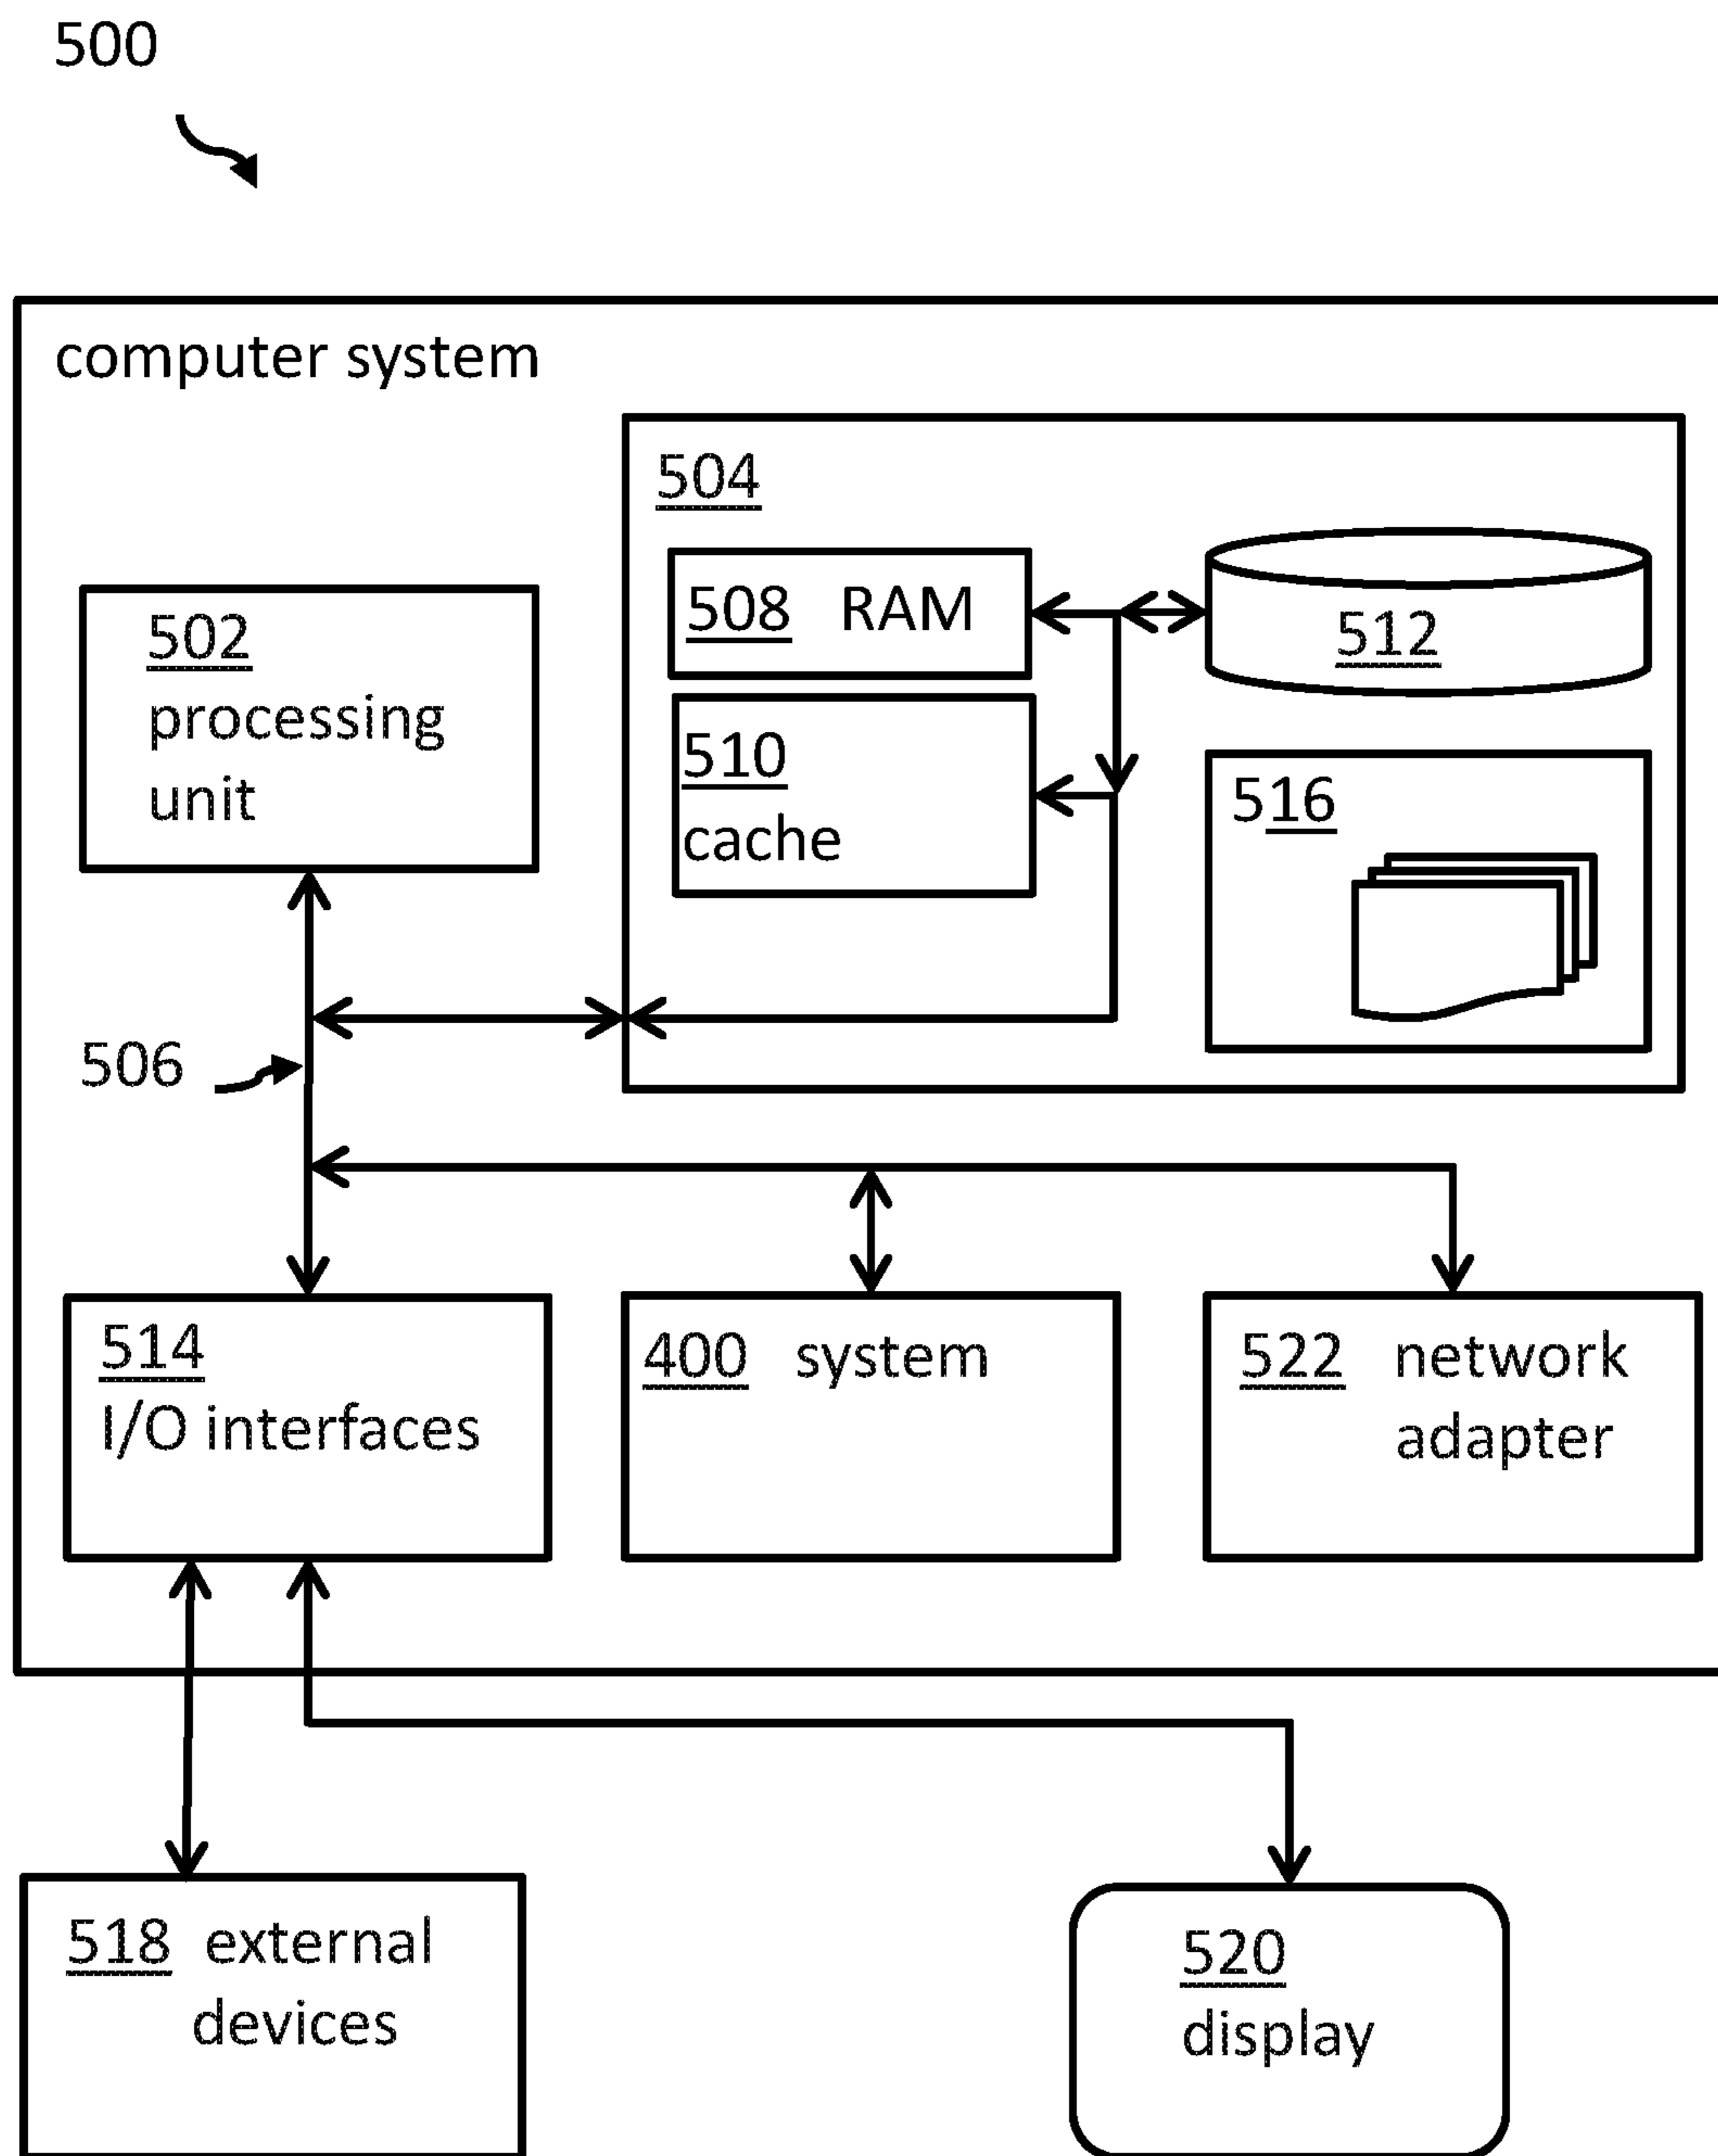 500
computer system
504
508 RAM
512
502
processing
unit
510
cache
516
506
514
I/O interfaces
400 system
522 network
adapter
518 external
devices
520
display